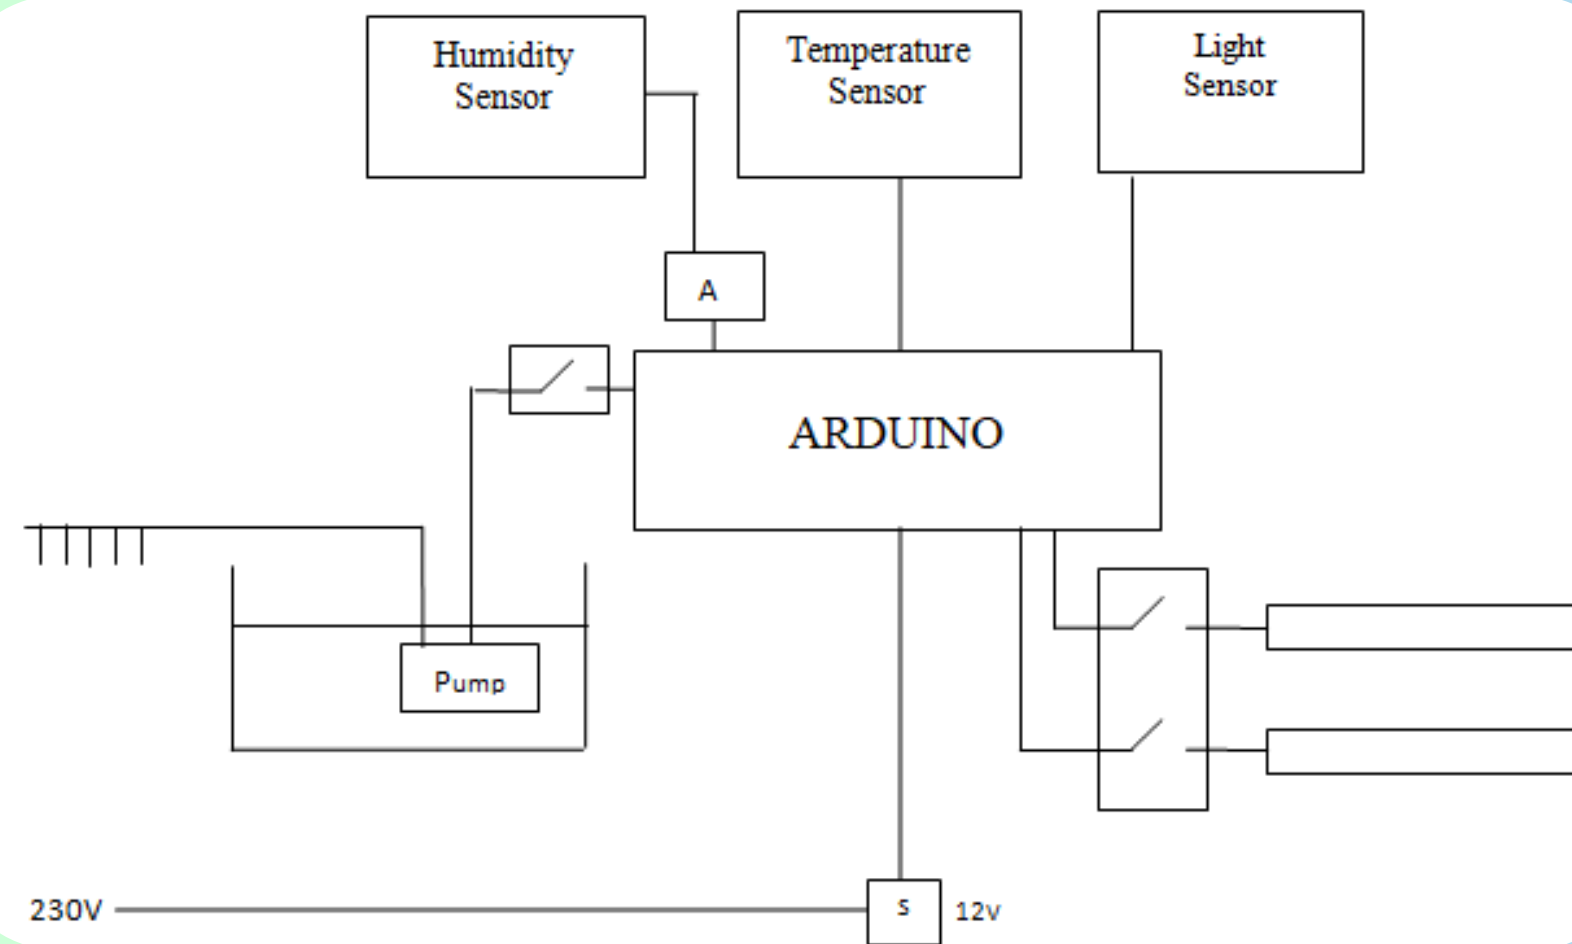 Humidity
Sensor
Temperature
Sensor
Light
Sensor
A
ARDUINO
Pump
230V
s
12v